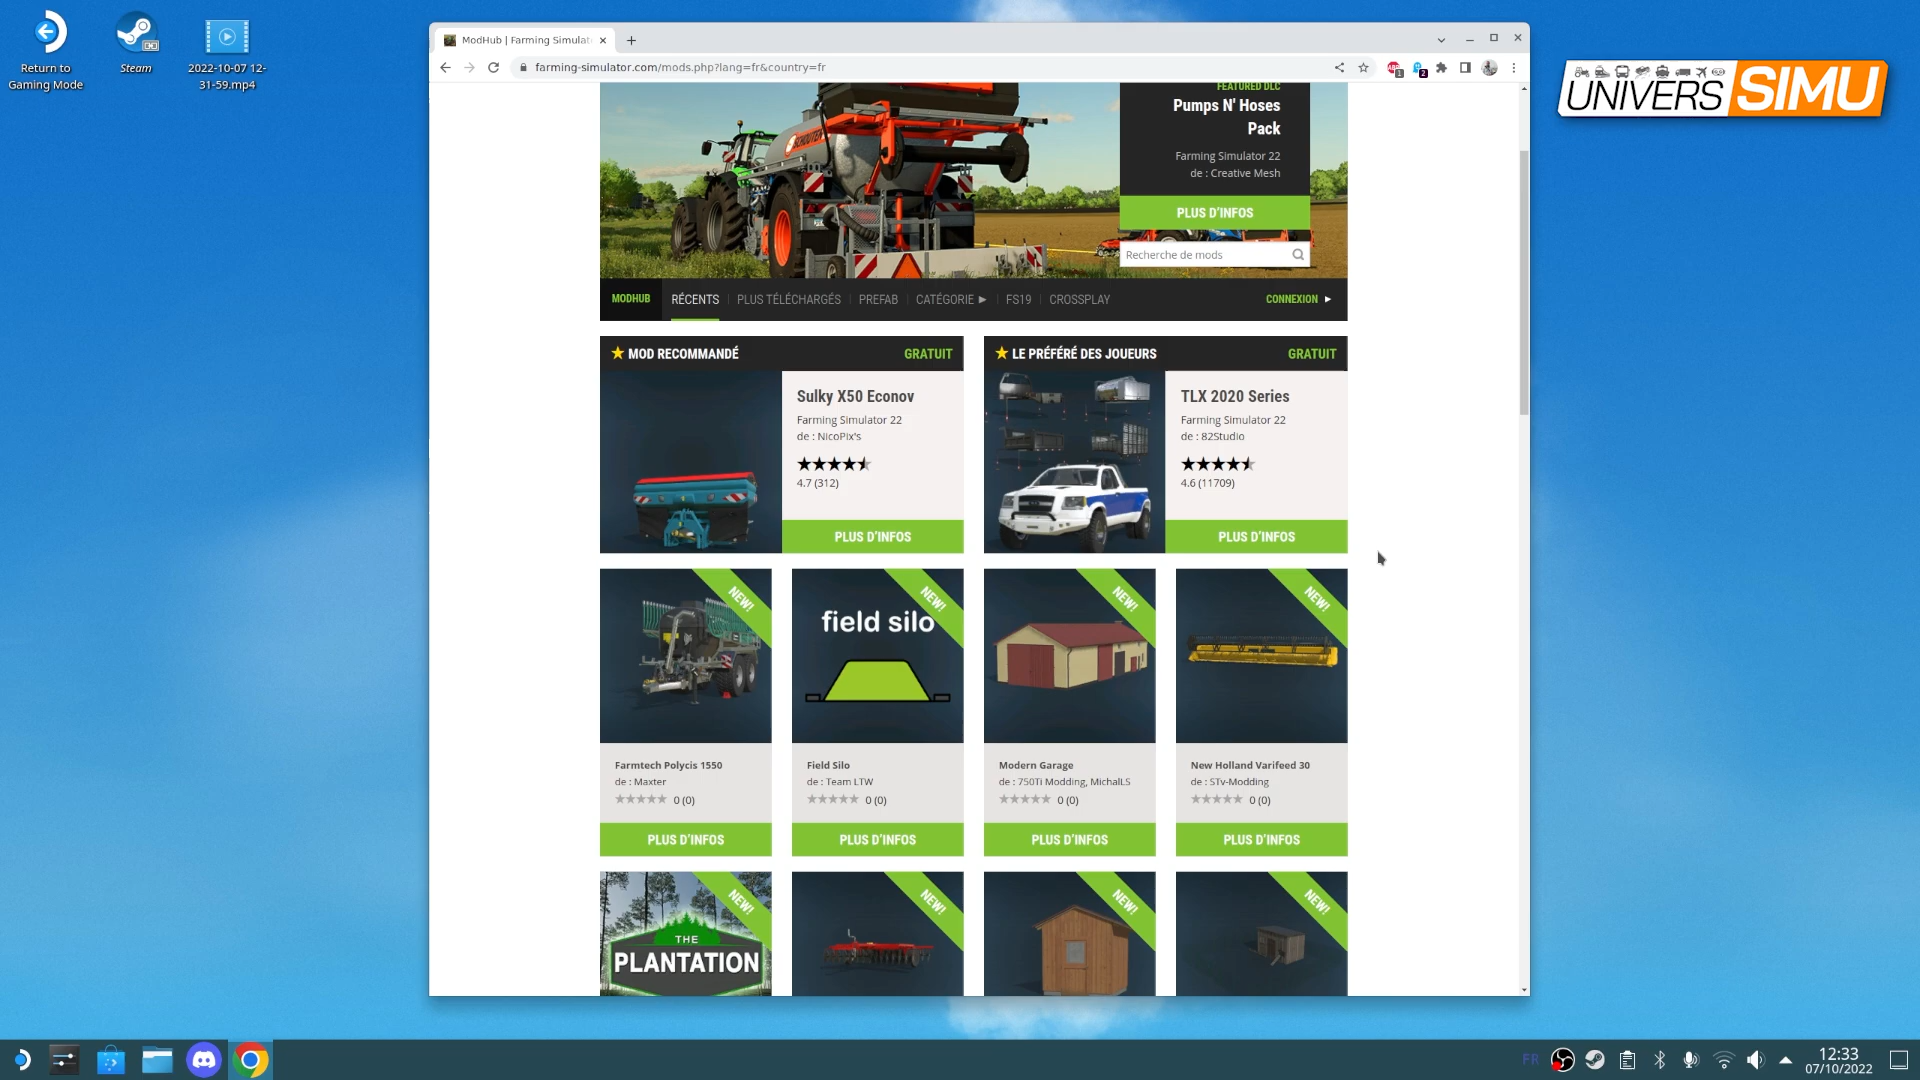 Return to
Gaming Mode
Steam
2022-10-07 12-
31-59.mp4
ModHub | Farming Simulat
farming-simulator.com/mods.php?lang=fr&country=fr
1
2
UNIVERS SIMU
SCHOUTEN
FEATURED DLC
Pumps N' Hoses
Pack
Farming Simulator 22
de : Creative Mesh
PLUS D'INFOS
Recherche de mods
MODHUB
RÉCENTS
PLUS TÉLÉCHARGÉS
PREFAB
CATÉGORIE
FS19
CROSSPLAY
CONNEXION
MOD RECOMMANDÉ
GRATUIT
Sulky X50 Econov
Farming Simulator 22
de : NicoPix's
4.7 (312)
PLUS D'INFOS
LE PRÉFÉRÉ DES JOUEURS
GRATUIT
TLX 2020 Series
Farming Simulator 22
de : 82Studio
4.6 (11709)
PLUS D'INFOS
NEW!
Farmtech Polycis 1550
de : Maxter
0 (0)
PLUS D'INFOS
NEW!
field silo
Field Silo
de : Team LTW
0 (0)
PLUS D'INFOS
NEW!
Modern Garage
de : 750Ti Modding, MichalLS
0 (0)
PLUS D'INFOS
NEW!
New Holland Varifeed 30
de : STv-Modding
0 (0)
PLUS D'INFOS
NEW!
THE
PLANTATION
NEW!
NEW!
NEW!
FR
12:33
07/10/2022